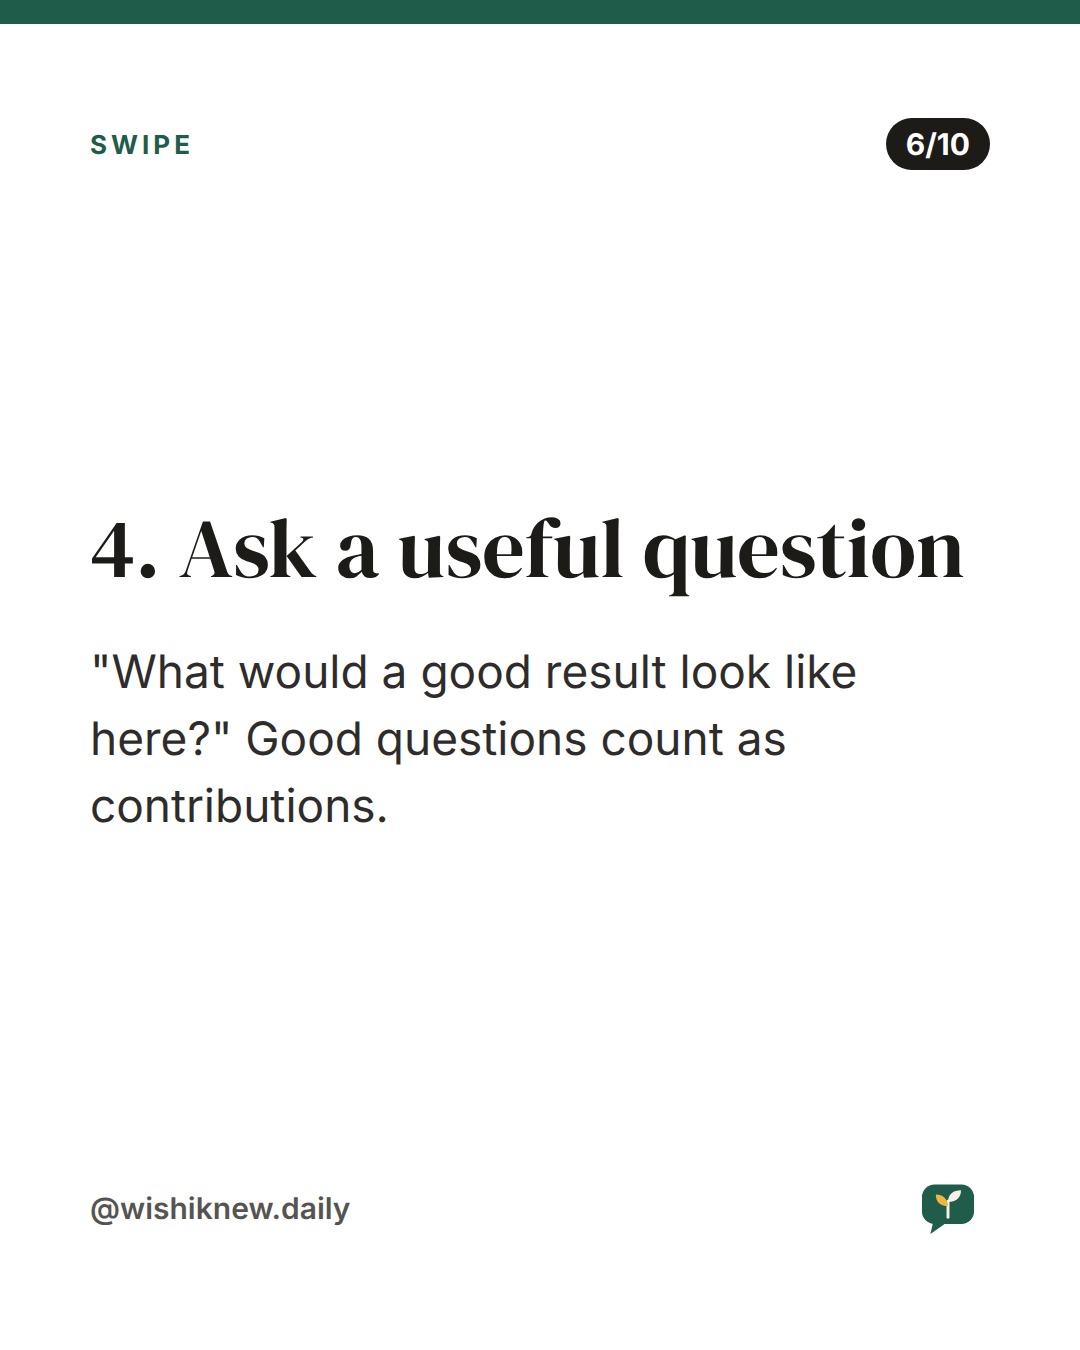 SWIPE
6/10
4. Ask a useful question
"What would a good result look like
here?" Good questions count as
contributions.
@wishiknew.daily